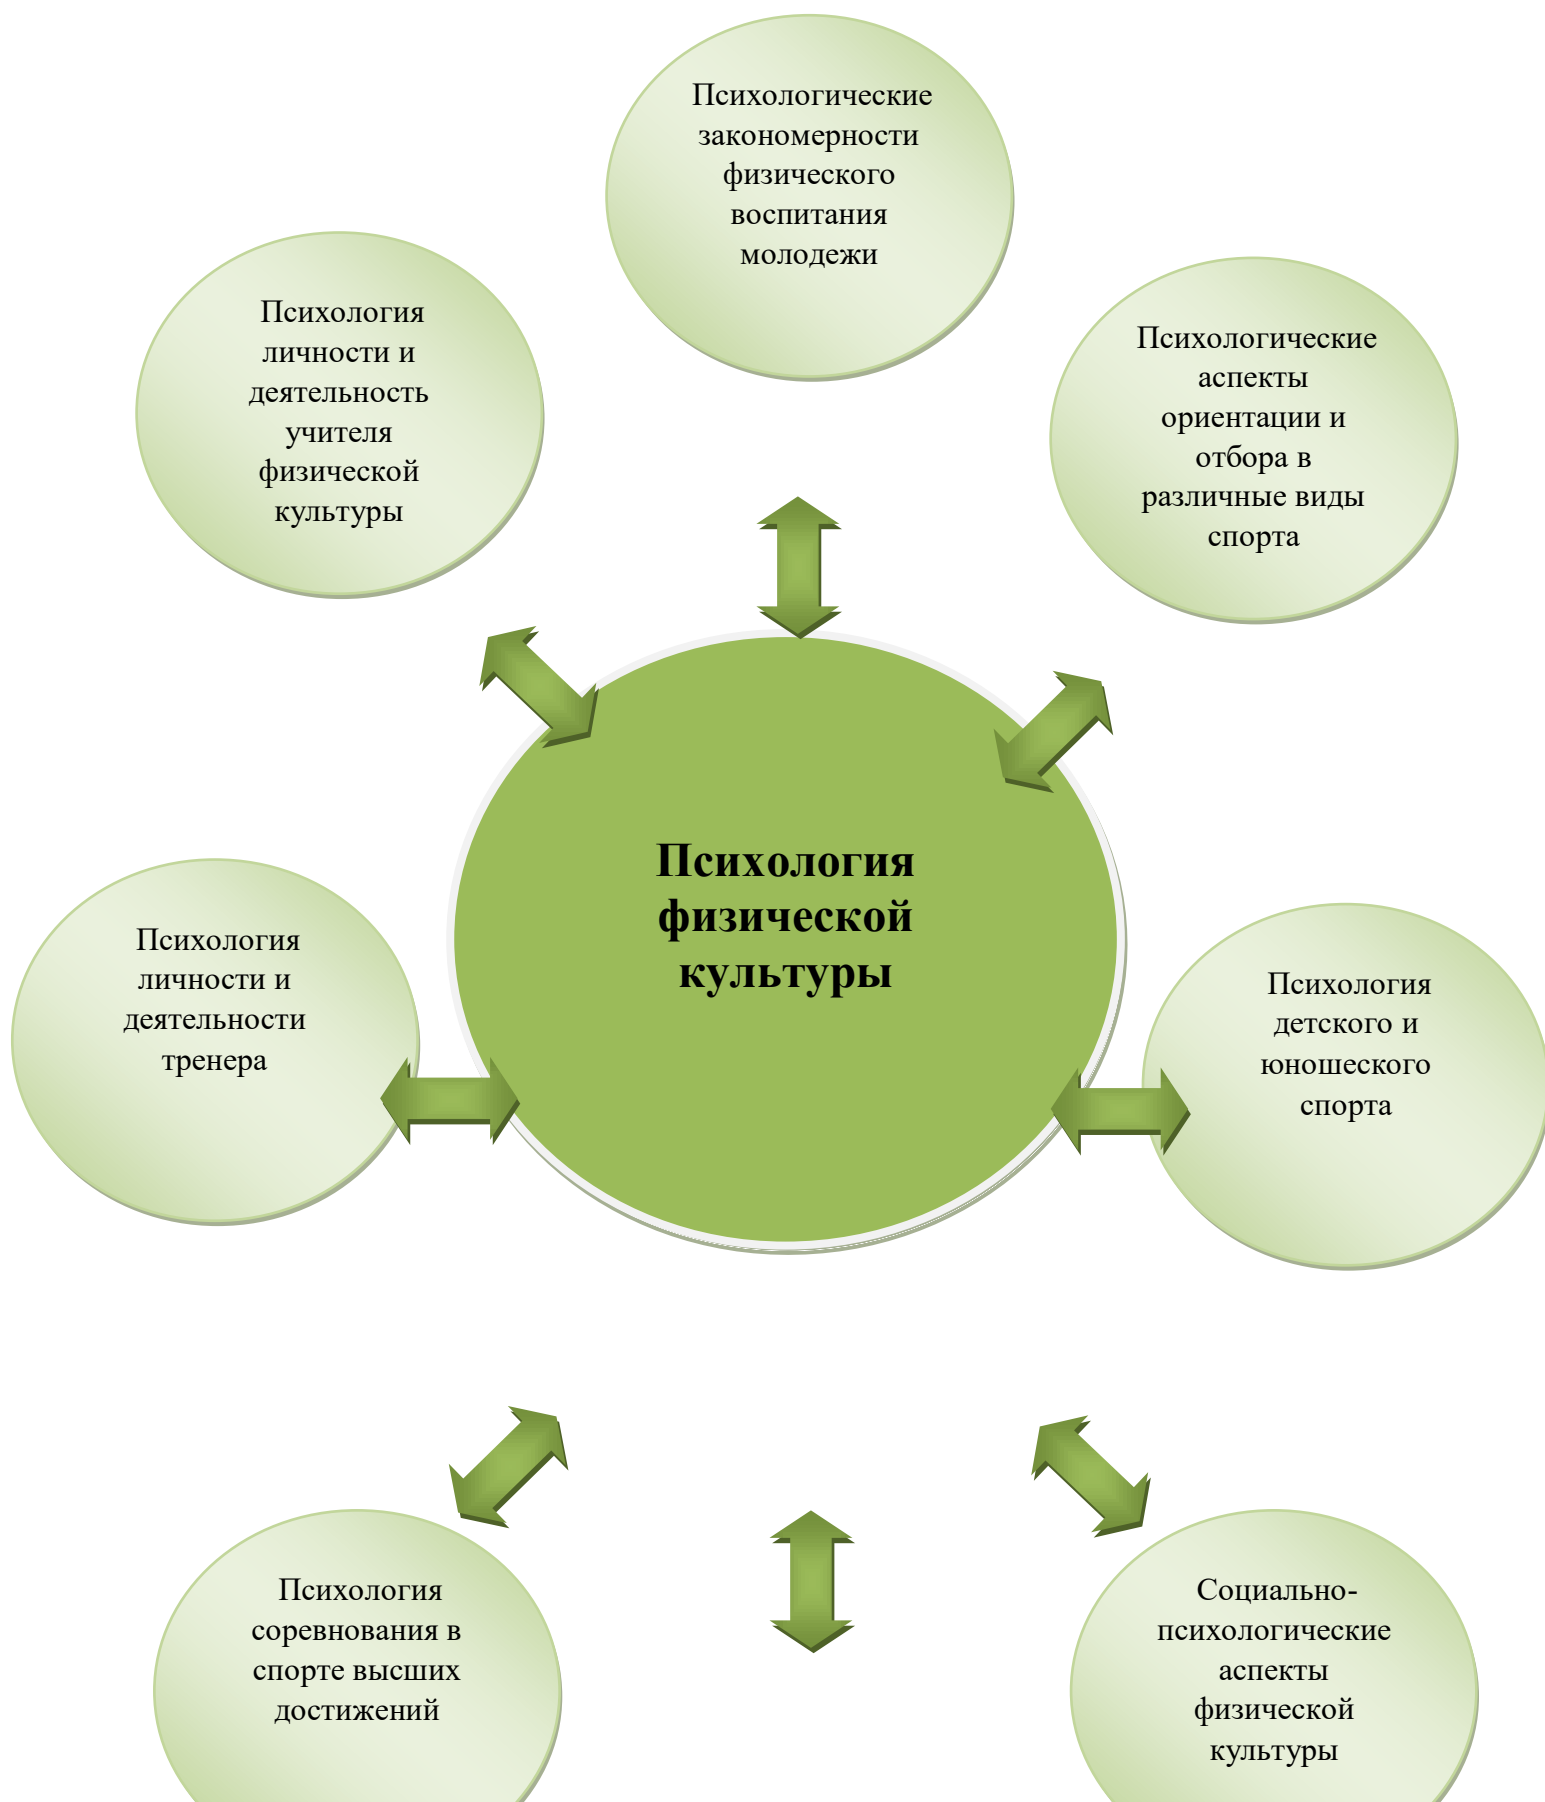 Психологические
закономерности
физического
воспитания
молодежи
Психология
личности и
деятельность
учителя
физической
культуры
Психологические
аспекты
ориентации и
отбора в
различные виды
спорта
Психология
физической
культуры
Психология
личности и
деятельности
тренера
Психология
детского и
юношеского
спорта
Психология
соревнования в
спорте высших
достижений
Социально-
психологические
аспекты
физической
культуры